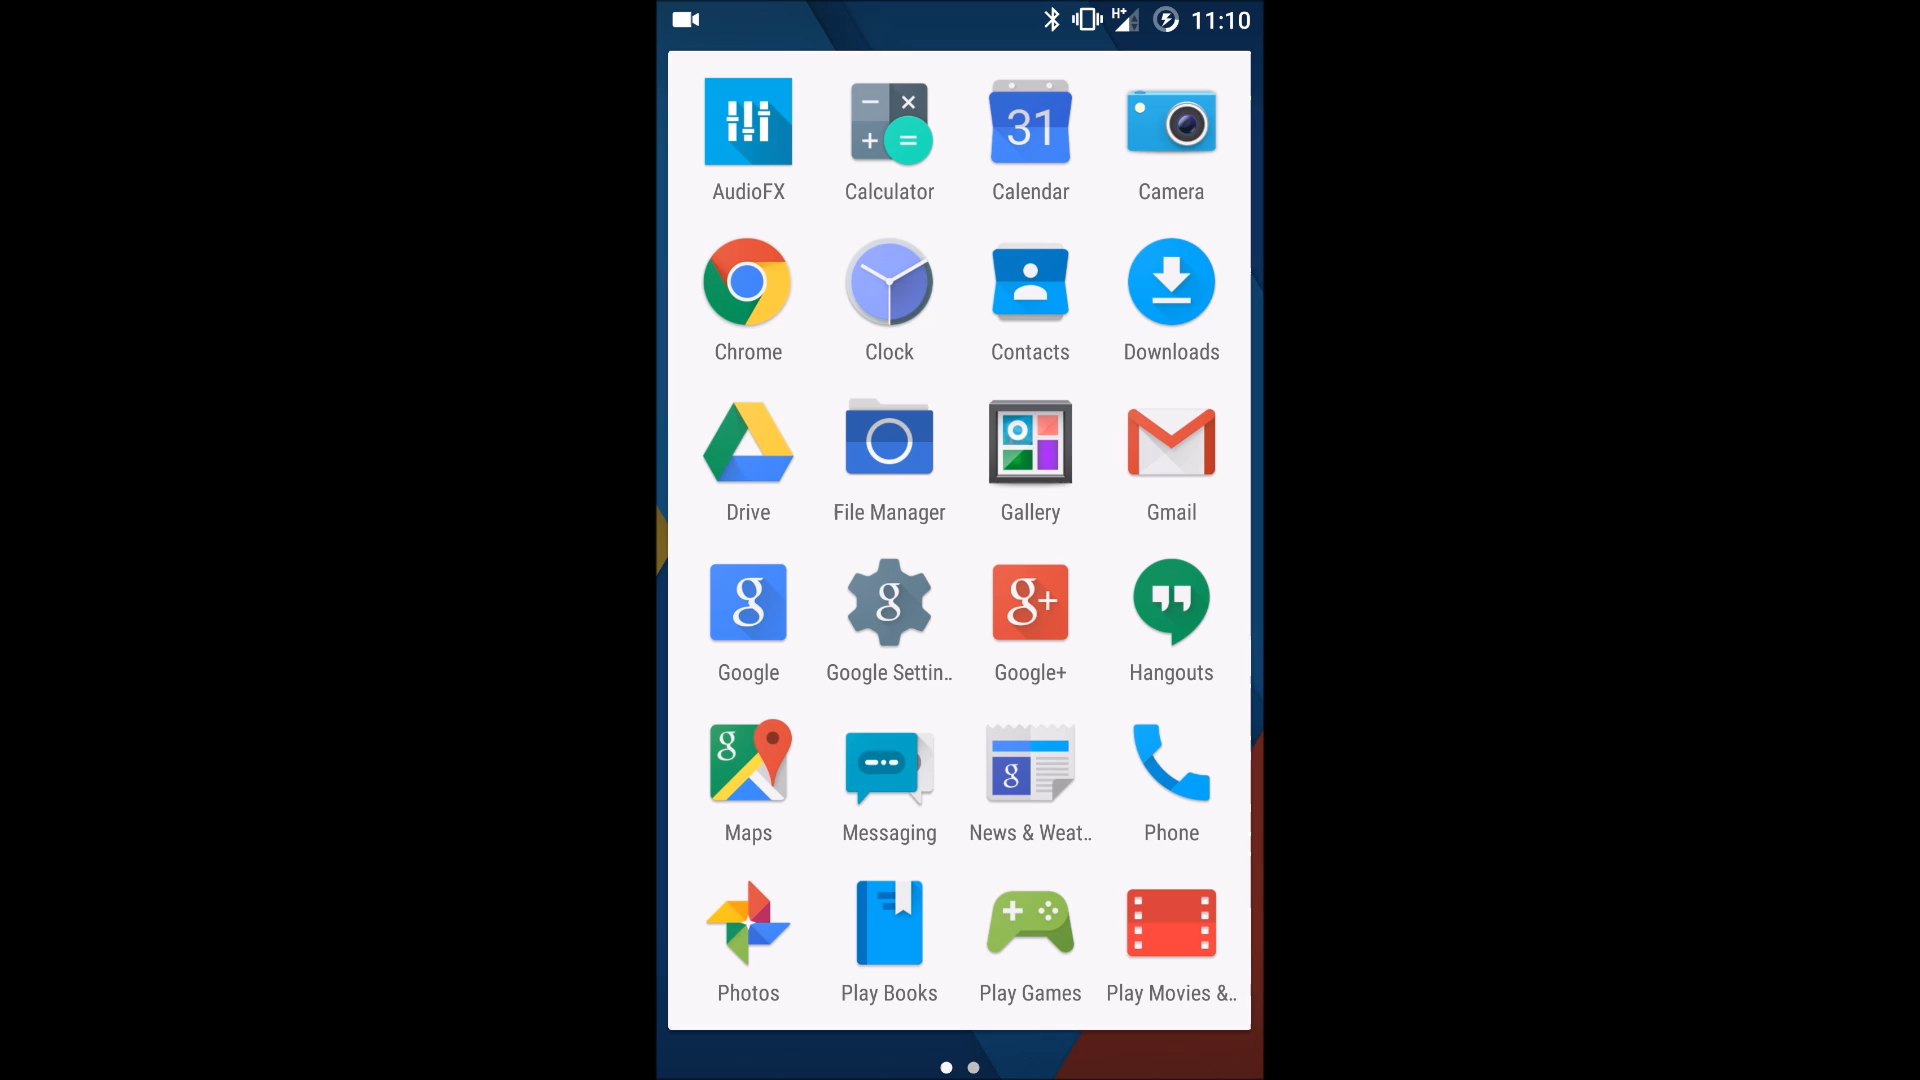 H+ 11:10
31
AudioFX Calculator Calendar Camera
Chrome Clock Contacts Downloads
Drive File Manager Gallery Gmail
g g g+
Google Google Settin.. Google+ Hangouts
g g
Maps Messaging News & Weat.. Phone
Photos Play Books Play Games Play Movies &..